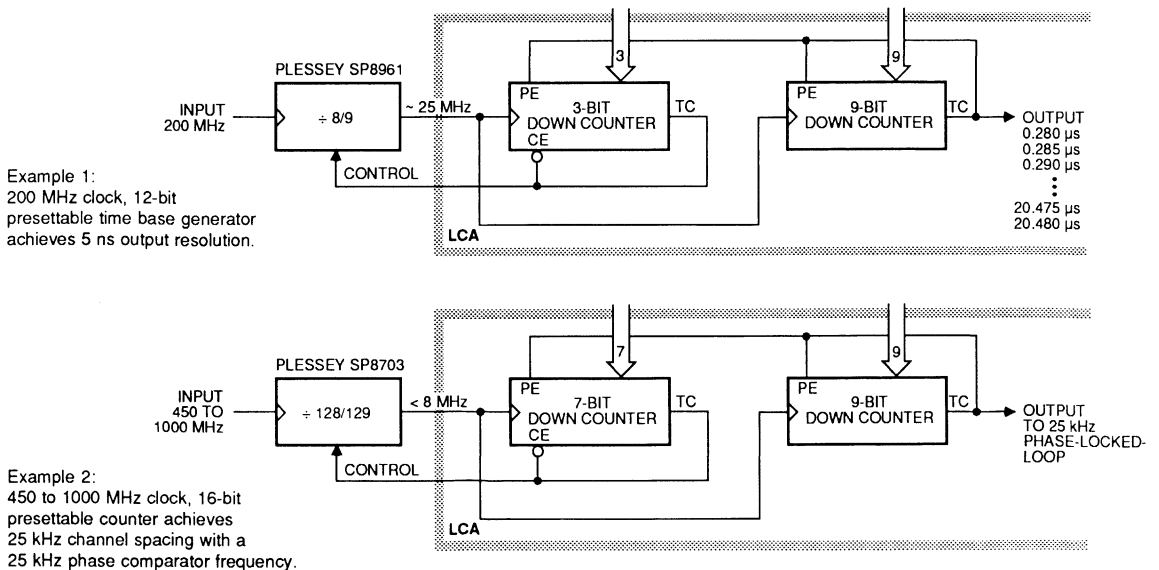 PLESSEY SP8961
INPUT
200 MHz
÷ 8/9
~ 25 MHz
CONTROL
3
PE
3-BIT
DOWN COUNTER
CE
TC
9
PE
9-BIT
DOWN COUNTER
TC
OUTPUT
0.280 µs
0.285 µs
0.290 µs
20.475 µs
20.480 µs
LCA
Example 1:
200 MHz clock, 12-bit
presettable time base generator
achieves 5 ns output resolution.
PLESSEY SP8703
INPUT
450 TO
1000 MHz
÷ 128/129
< 8 MHz
CONTROL
7
PE
7-BIT
DOWN COUNTER
CE
TC
9
PE
9-BIT
DOWN COUNTER
TC
OUTPUT
TO 25 kHz
PHASE-LOCKED-
LOOP
LCA
Example 2:
450 to 1000 MHz clock, 16-bit
presettable counter achieves
25 kHz channel spacing with a
25 kHz phase comparator frequency.